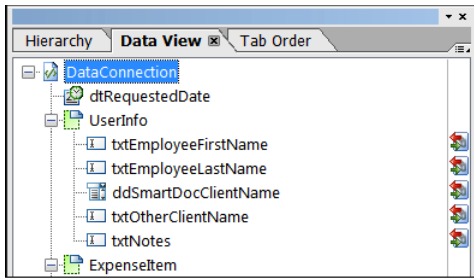 Hierarchy Data View Tab Order
DataConnection
dtRequestedDate
UserInfo
txtEmployeeFirstName
txtEmployeeLastName
ddSmartDocClientName
txtOtherClientName
txtNotes
ExpenseItem